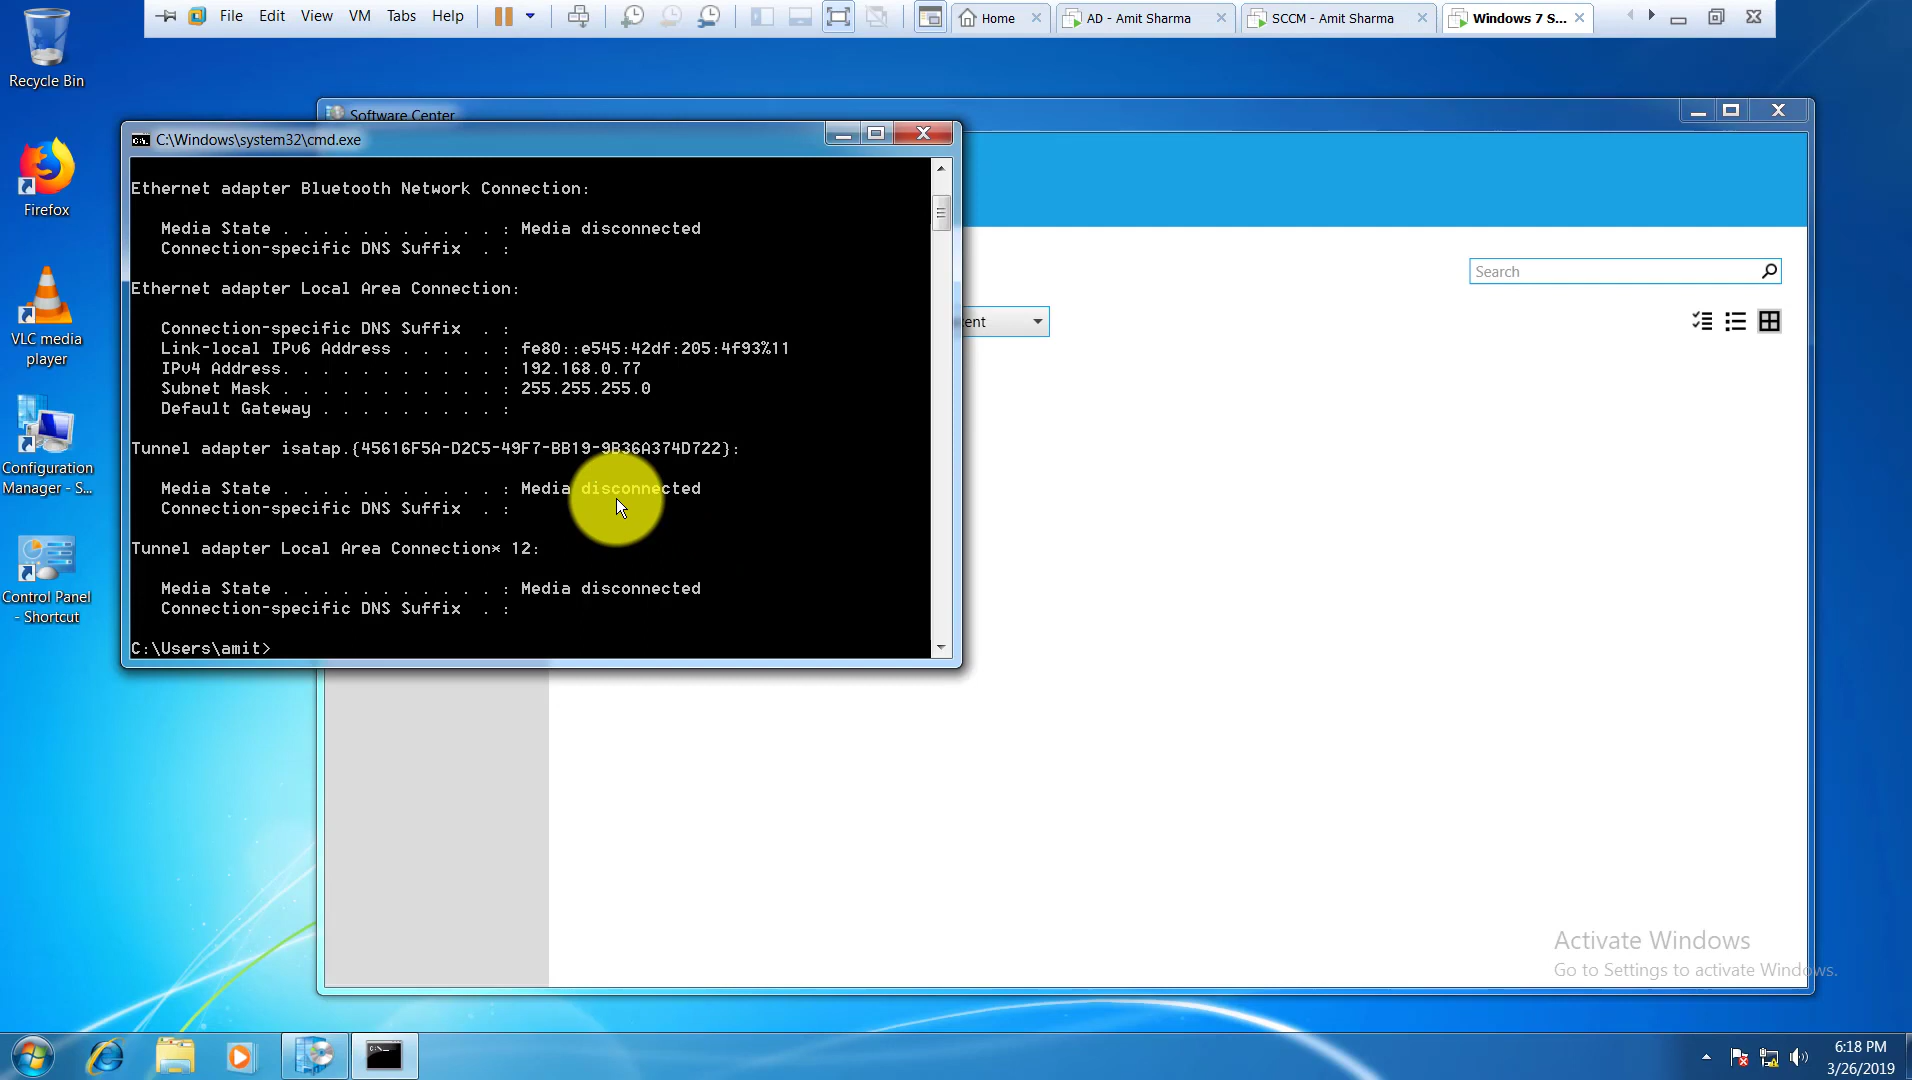 File Edit View VM Tabs Help Home AD - Amit Sharma SCCM - Amit Sharma Windows 7 S...
Recycle Bin
Firefox
VLC media
player
Configuration
Manager - S...
Control Panel
- Shortcut
Software Center
C:\Windows\system32\cmd.exe
Ethernet adapter Bluetooth Network Connection:
Media State . . . . . . . . . . . : Media disconnected
Connection-specific DNS Suffix . :
Ethernet adapter Local Area Connection:
Connection-specific DNS Suffix . :
Link-local IPv6 Address . . . . . : fe80::e545:42df:205:4f93%11
IPv4 Address. . . . . . . . . . . : 192.168.0.77
Subnet Mask . . . . . . . . . . . : 255.255.255.0
Default Gateway . . . . . . . . . :
Tunnel adapter isatap.{45616F5A-D2C5-49F7-BB19-9B36A374D722}:
Media State . . . . . . . . . . . : Media disconnected
Connection-specific DNS Suffix . :
Tunnel adapter Local Area Connection* 12:
Media State . . . . . . . . . . . : Media disconnected
Connection-specific DNS Suffix . :
C:\Users\amit>
Search
ent
Activate Windows
Go to Settings to activate Windows.
6:18 PM
3/26/2019